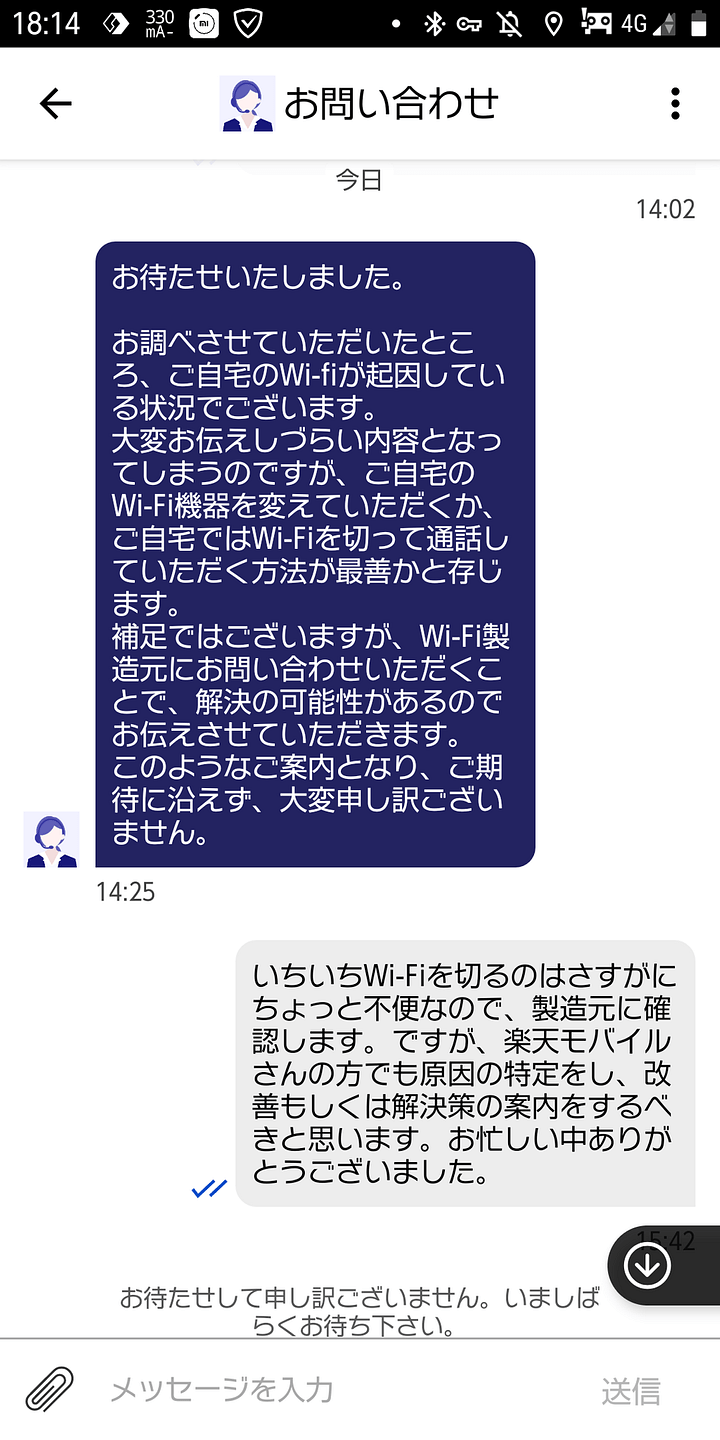 18:14
330
mA-
4G
お問い合わせ
今日
14:02
お待たせいたしました。
お調べさせていただいたとこ
ろ、ご自宅のWi-fiが起因してい
る状況でございます。
大変お伝えしづらい内容となっ
てしまうのですが、ご自宅の
Wi-Fi機器を変えていただくか、
ご自宅ではWi-Fiを切って通話し
ていただく方法が最善かと存じ
ます。
補足ではございますが、Wi-Fi製
造元にお問い合わせいただくこ
とで、解決の可能性があるので
お伝えさせていただきます。
このようなご案内となり、ご期
待に沿えず、大変申し訳ござい
ません。
14:25
いちいちWi-Fiを切るのはさすがに
ちょっと不便なので、製造元に確
認します。ですが、楽天モバイル
さんの方でも原因の特定をし、改
善もしくは解決策の案内をするべ
きと思います。お忙しい中ありが
とうございました。
15:42
お待たせして申し訳ございません。いましば
らくお待ち下さい。
メッセージを入力
送信